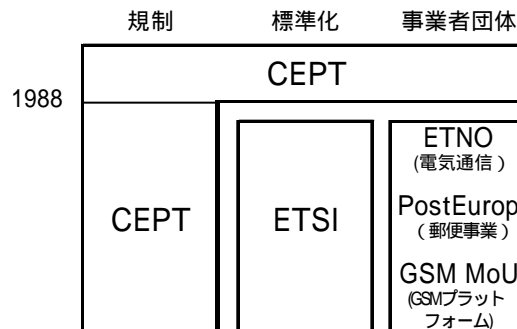 規制 標準化 事業者団体
CEPT
1988
CEPT
ETSI
ETNO
(電気通信)
PostEurop
(郵便事業)
GSM MoU
(GSMプラット
フォーム)